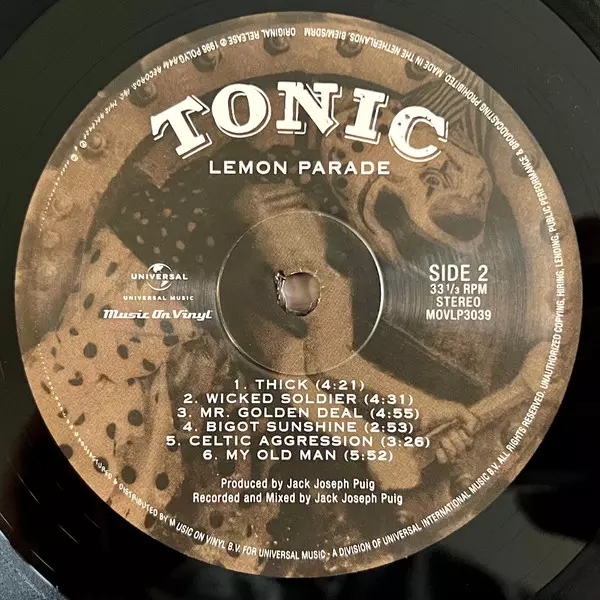 TONIC
LEMON PARADE
UNIVERSAL
UNIVERSAL MUSIC
Music On Vinyl
SIDE 2
33 1/3 RPM
STEREO
MOVLP3039
1. THICK (4:21)
2. WICKED SOLDIER (4:31)
3. MR. GOLDEN DEAL (4:55)
4. BIGOT SUNSHINE (2:53)
5. CELTIC AGGRESSION (3:26)
6. MY OLD MAN (5:52)
Produced by Jack Joseph Puig
Recorded and Mixed by Jack Joseph Puig
DISTRIBUTED BY MUSIC ON VINYL B.V. FOR UNIVERSAL MUSIC - A DIVISION OF UNIVERSAL INTERNATIONAL MUSIC B.V. ALL RIGHTS RESERVED. UNAUTHORIZED COPYING, HIRING, LENDING, PUBLIC PERFORMANCE & BROADCASTING PROHIBITED. MADE IN THE NETHERLANDS. BIEM/SDRM. ORIGINAL RELEASE ℗ 1996 POLYGRAM RECORDS